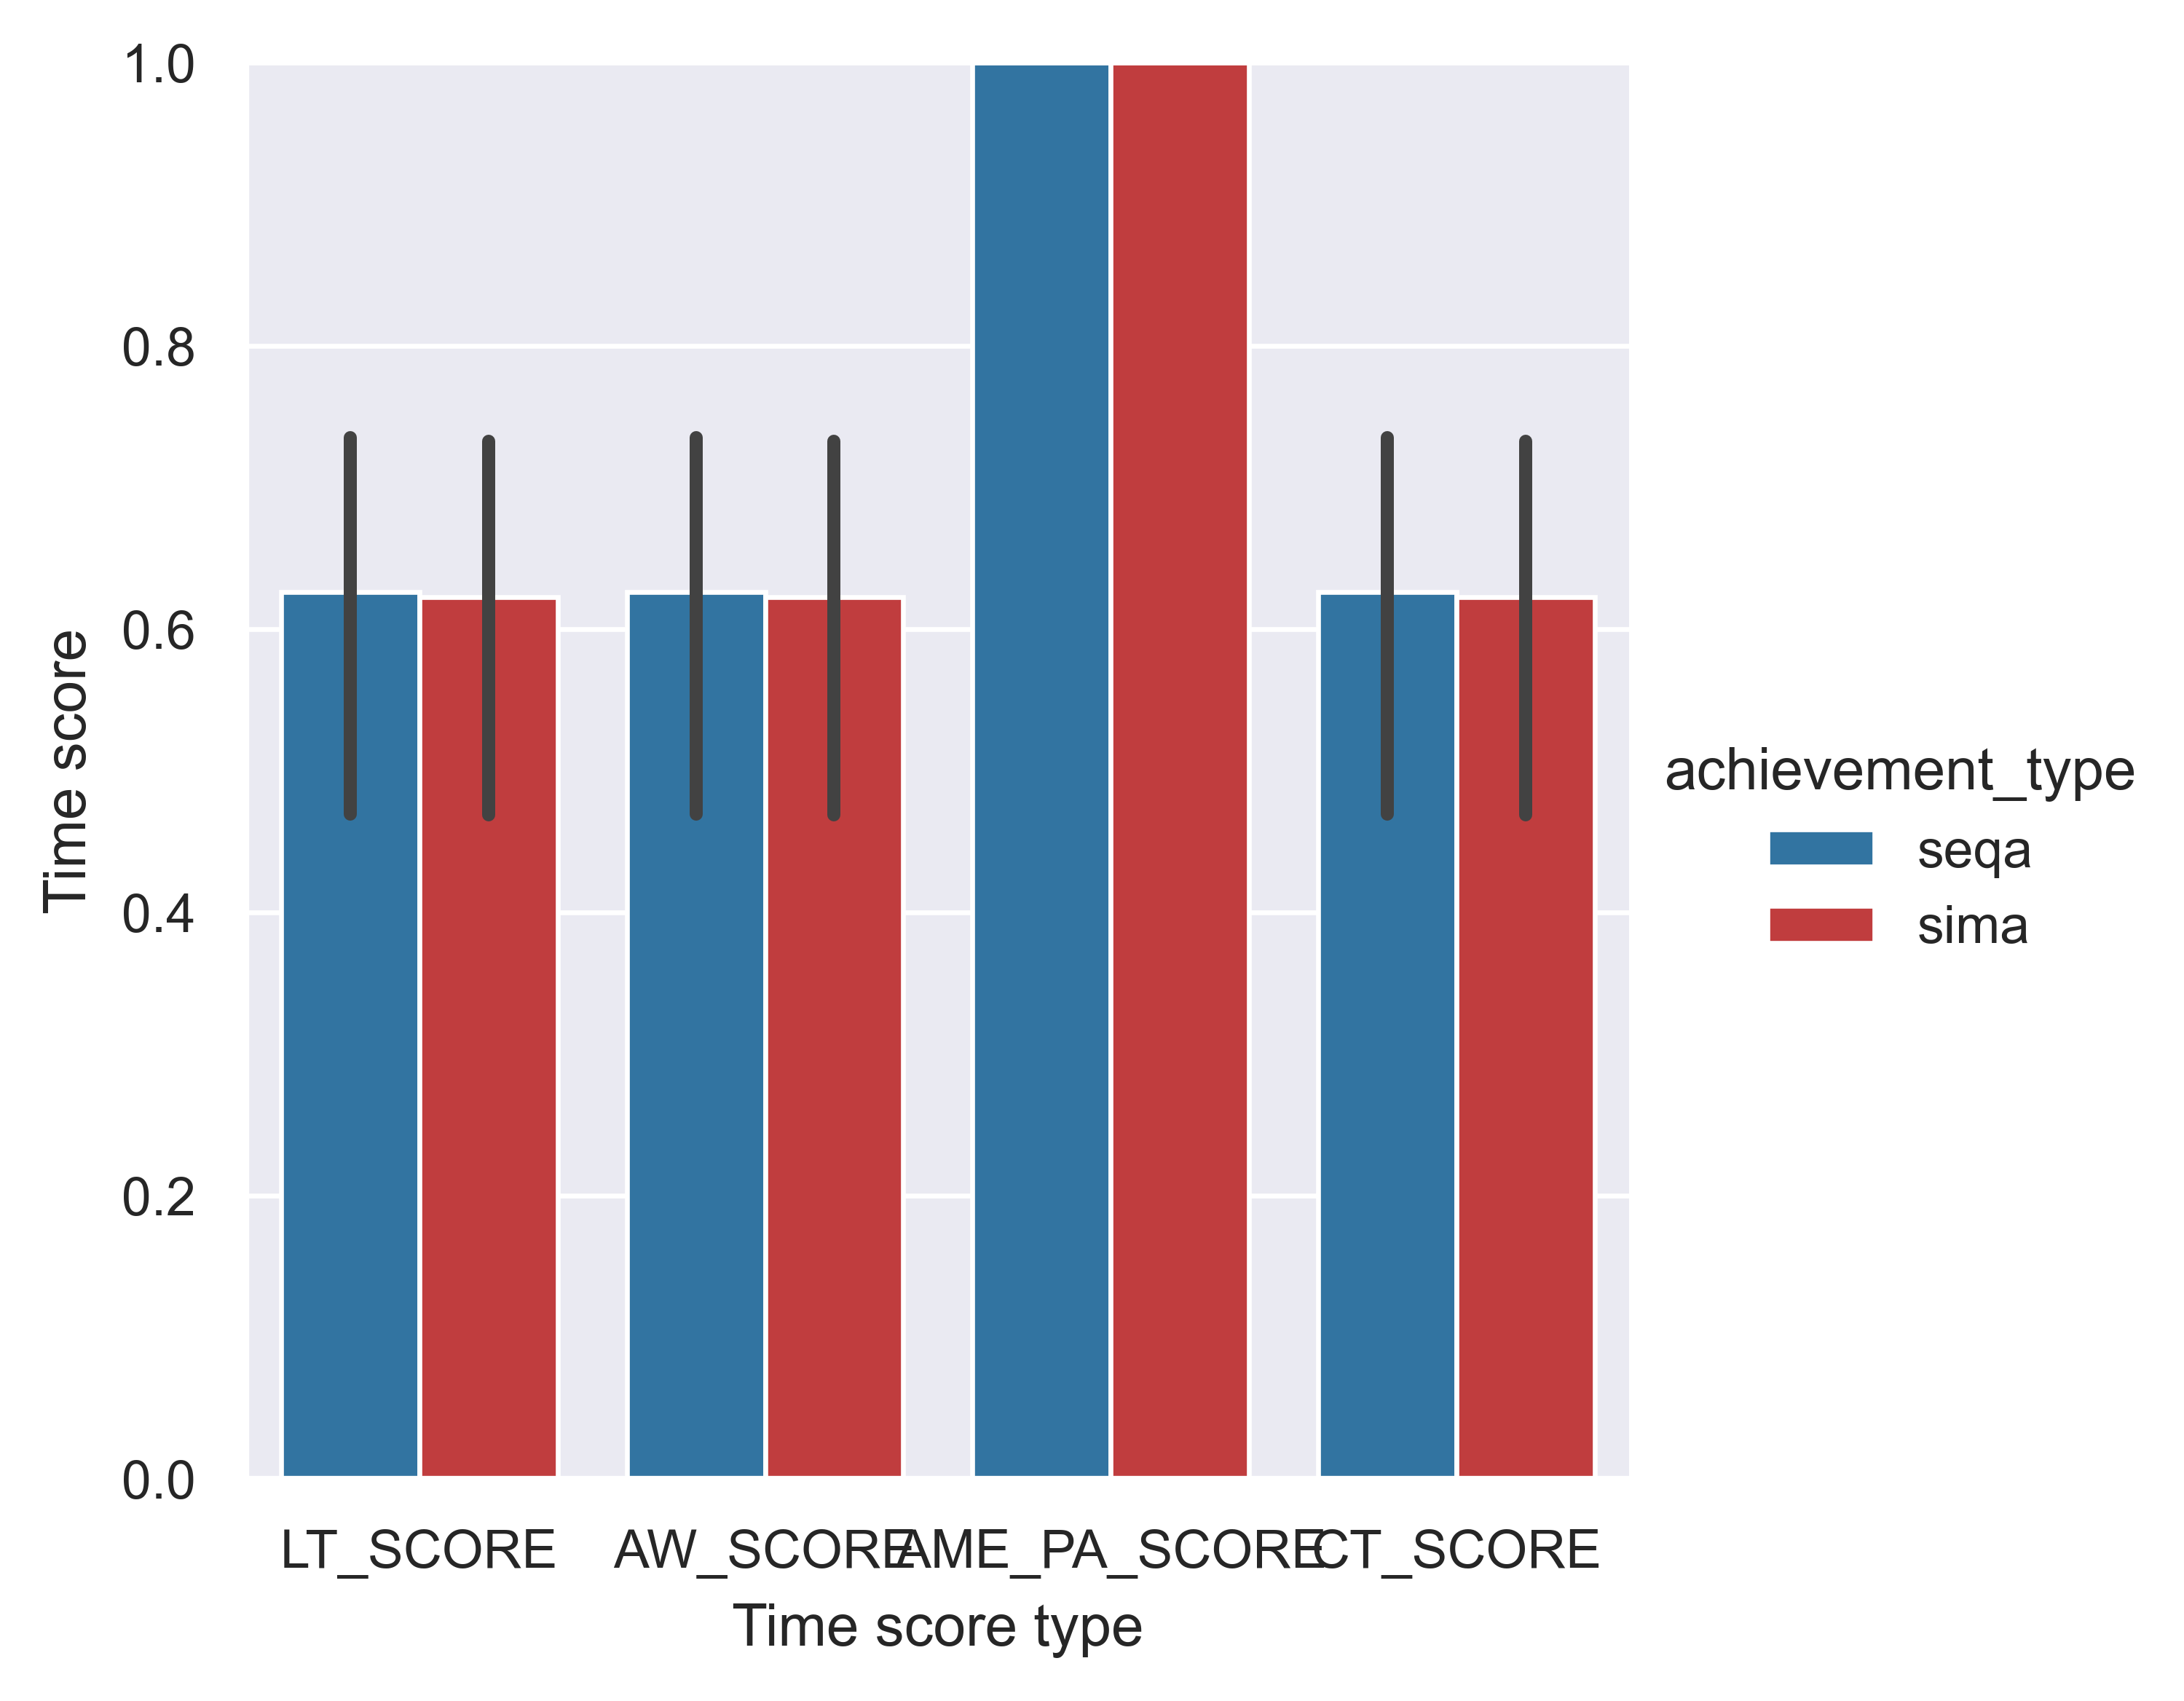 1.0
0.8
0.6
0.4
0.2
0.0
Time score
LT_SCORE AW_SCORE AME_PA_SCORE CT_SCORE
Time score type
achievement_type
seqa
sima